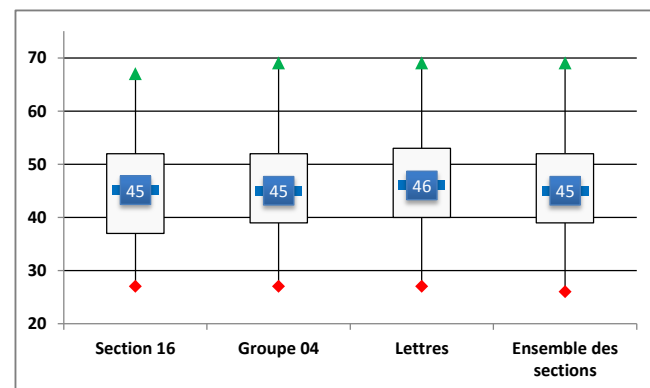 70
60
50
40
30
20
45
45
46
45
Section 16
Groupe 04
Lettres
Ensemble des
sections